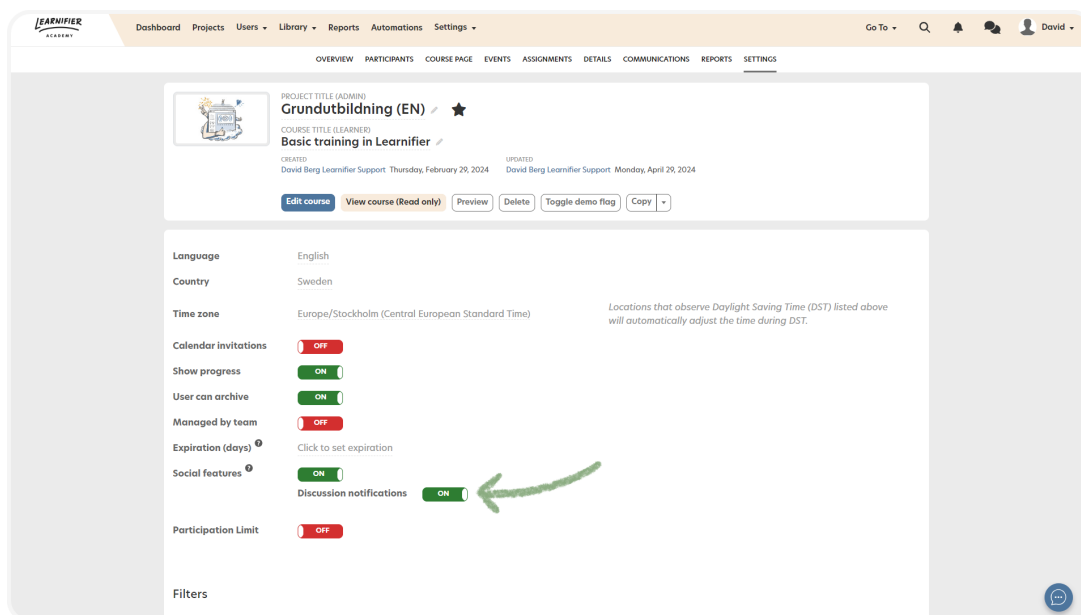 LEARNIFIER
ACADEMY
Dashboard Projects Users Library Reports Automations Settings Go To David
OVERVIEW PARTICIPANTS COURSE PAGE EVENTS ASSIGNMENTS DETAILS COMMUNICATIONS REPORTS SETTINGS
PROJECT TITLE (ADMIN)
Grundutbildning (EN)
COURSE TITLE (LEARNER)
Basic training in Learnifier
CREATED UPDATED
David Berg Learnifier Support Thursday, February 29, 2024 David Berg Learnifier Support Monday, April 29, 2024
Edit course View course (Read only) Preview Delete Toggle demo flag Copy
Language English
Country Sweden
Time zone Europe/Stockholm (Central European Standard Time) Locations that observe Daylight Saving Time (DST) listed above
will automatically adjust the time during DST.
Calendar invitations OFF
Show progress ON
User can archive ON
Managed by team OFF
Expiration (days) ? Click to set expiration
Social features ? ON
Discussion notifications ON
Participation Limit OFF
Filters